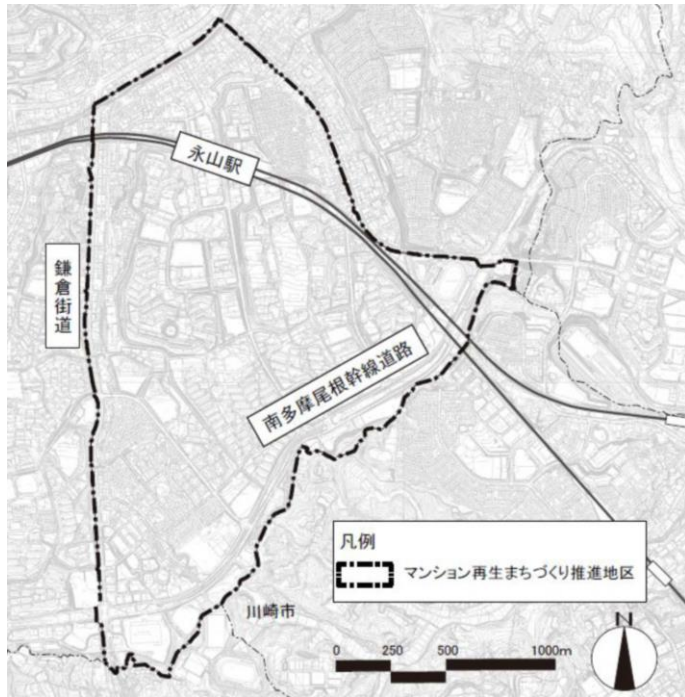 永山駅
鎌倉街道
南多摩尾根幹線道路
凡例
マンション再生まちづくり推進地区
川崎市
N
0 250 500 1000m